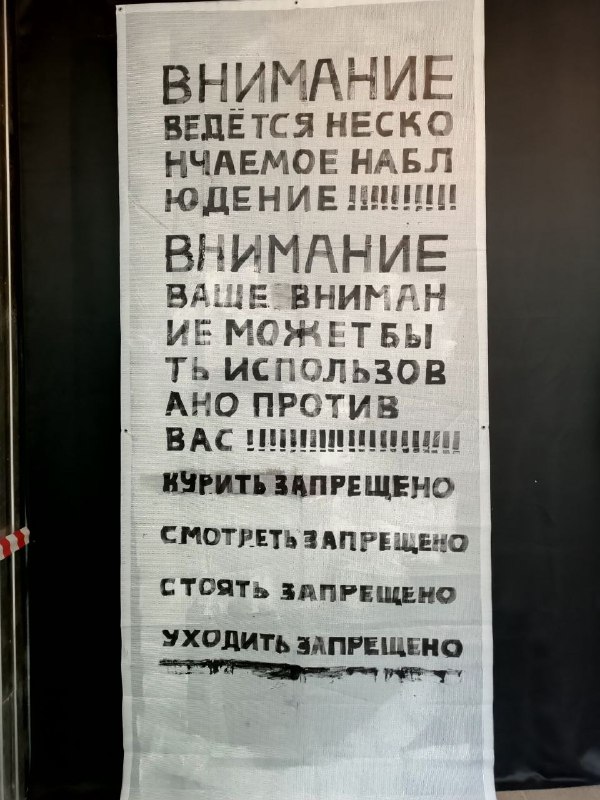 ВНИМАНИЕ
ВЕДЁТСЯ НЕСКО
НЧАЕМОЕ НАБЛ
ЮДЕНИЕ !!!!!!!!!!
ВНИМАНИЕ
ВАШЕ ВНИМАН
ИЕ МОЖЕТ БЫ
ТЬ ИСПОЛЬЗОВ
АНО ПРОТИВ
ВАС !!!!!!!!!!!!!!!!!!!!
КУРИТЬ ЗАПРЕЩЕНО
СМОТРЕТЬ ЗАПРЕЩЕНО
СТОЯТЬ ЗАПРЕЩЕНО
УХОДИТЬ ЗАПРЕЩЕНО